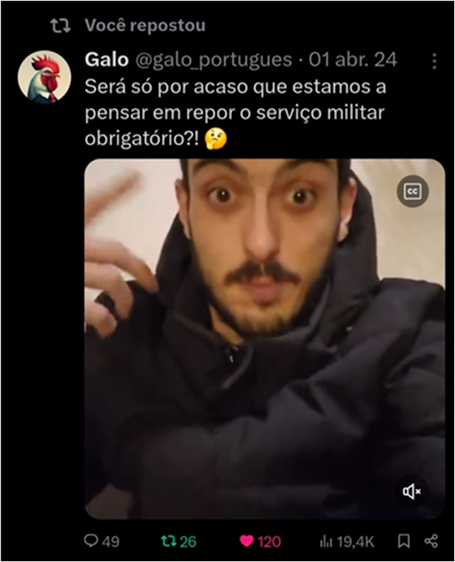 Você repostou
Galo @galo_portugues · 01 abr. 24
Será só por acaso que estamos a
pensar em repor o serviço militar
obrigatório?! 🤔
CC
49 26 120 19,4K